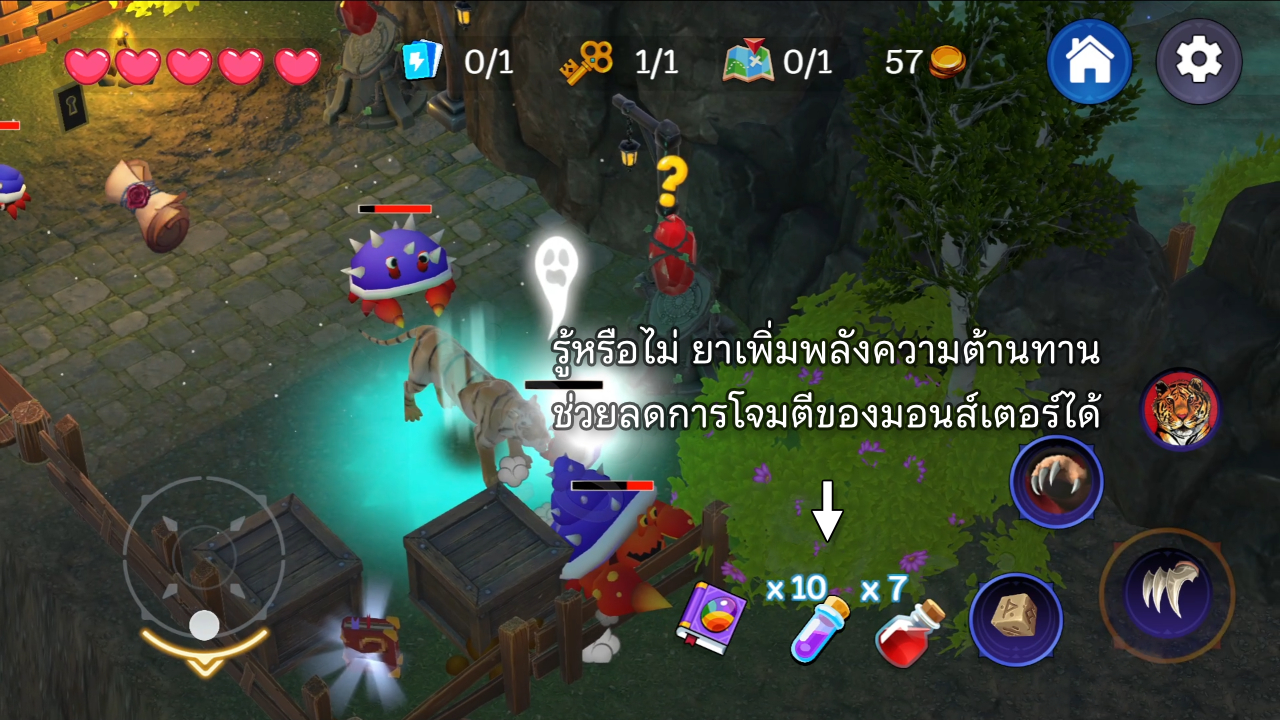 0/1
1/1
0/1
57
?
รู้หรือไม่ ยาเพิ่มพลังความต้านทาน
ช่วยลดการโจมตีของมอนส์เตอร์ได้
x 10
x 7